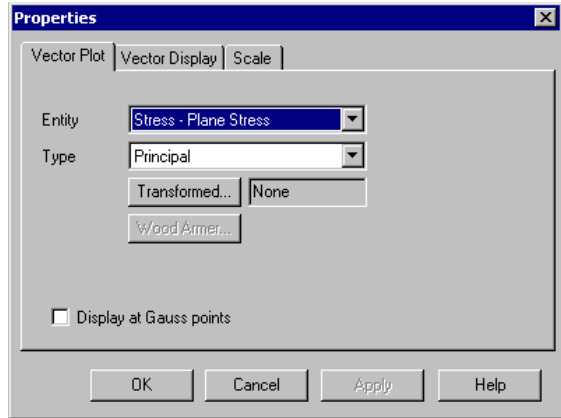 Properties
Vector Plot Vector Display Scale
Entity Stress - Plane Stress
Type Principal
Transformed... None
Wood Armer...
Display at Gauss points
OK Cancel Apply Help